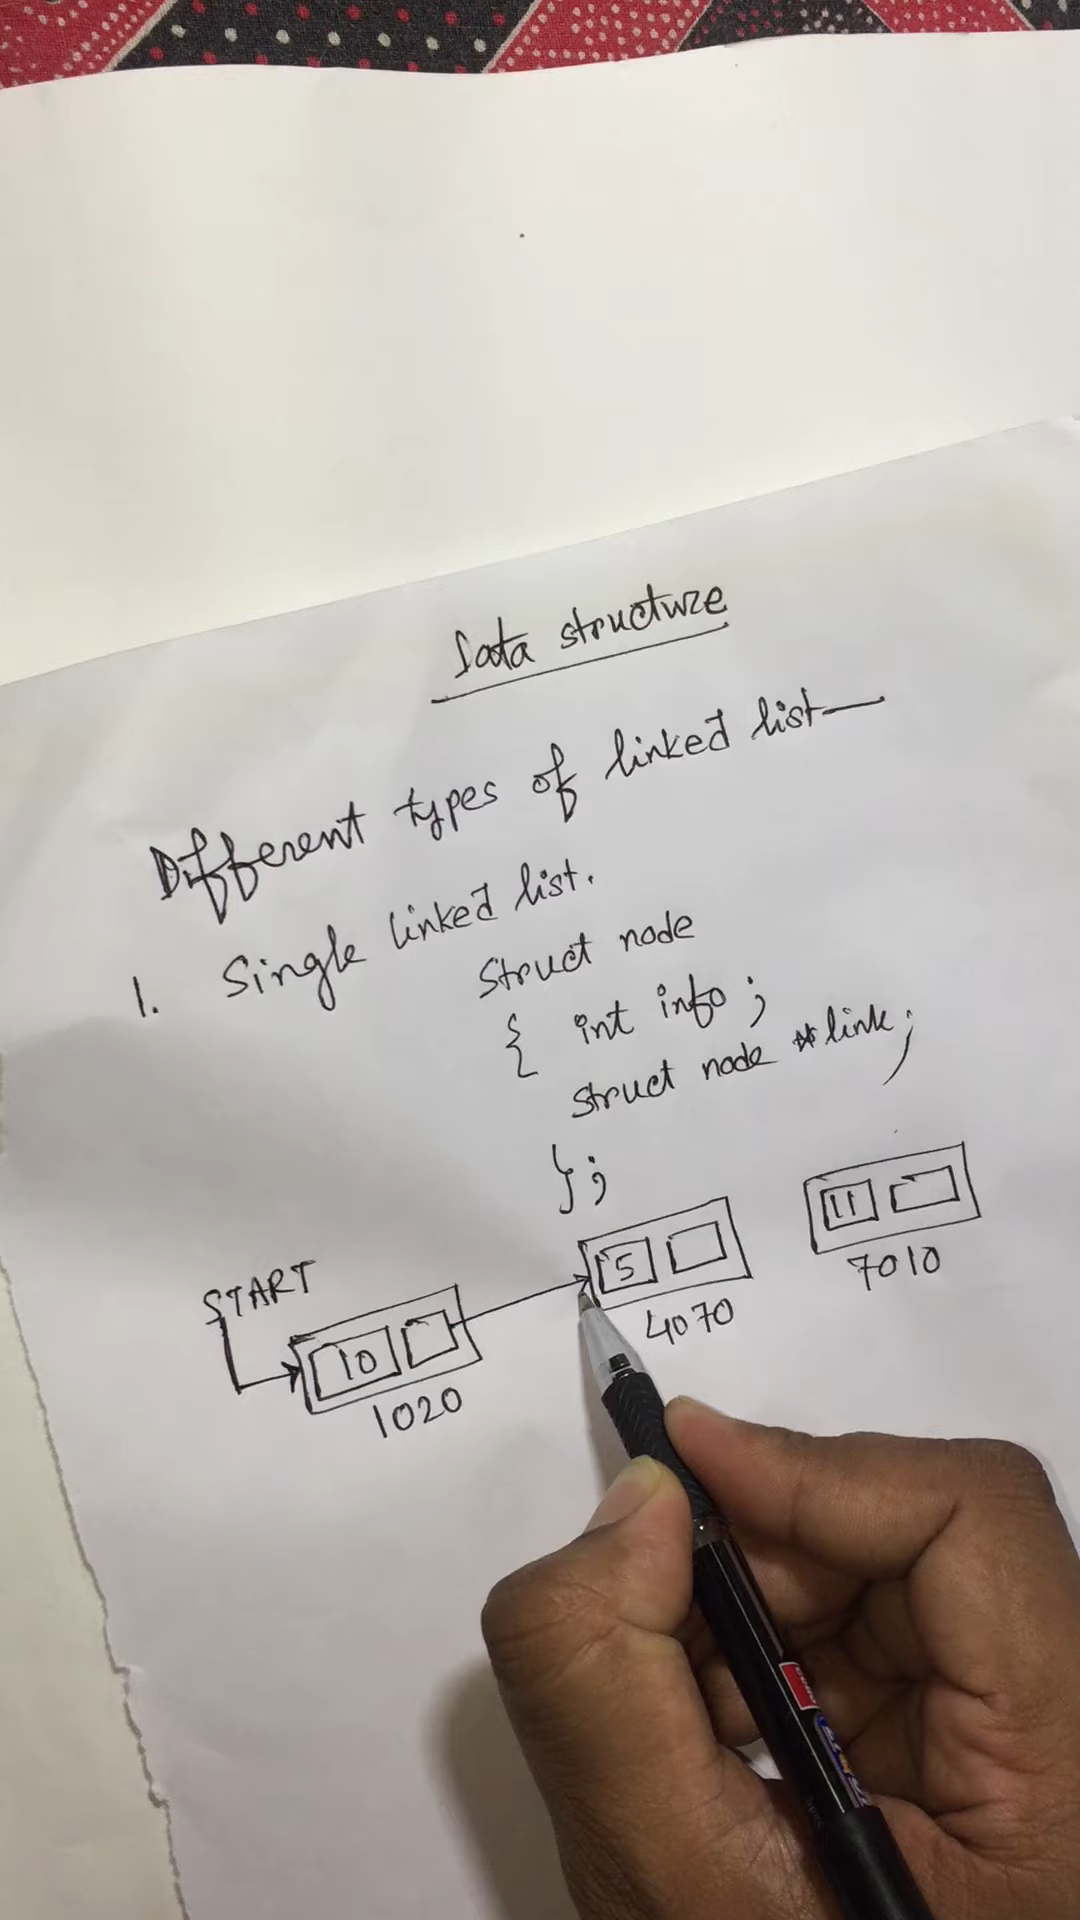 Data structure
Different types of linked list—
1. Single linked list.
struct node
{ int info;
struct node *link;
};
START
10
1020
5
4070
11
7010